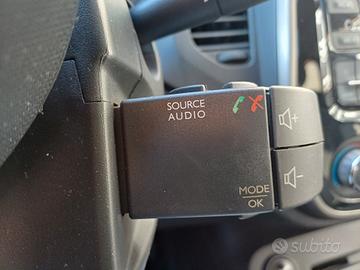 SOURCE
AUDIO
+
-
MODE
OK
subito